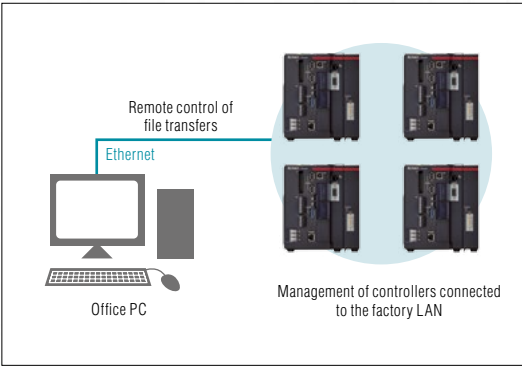 Remote control of
file transfers
Ethernet
Office PC
Management of controllers connected
to the factory LAN